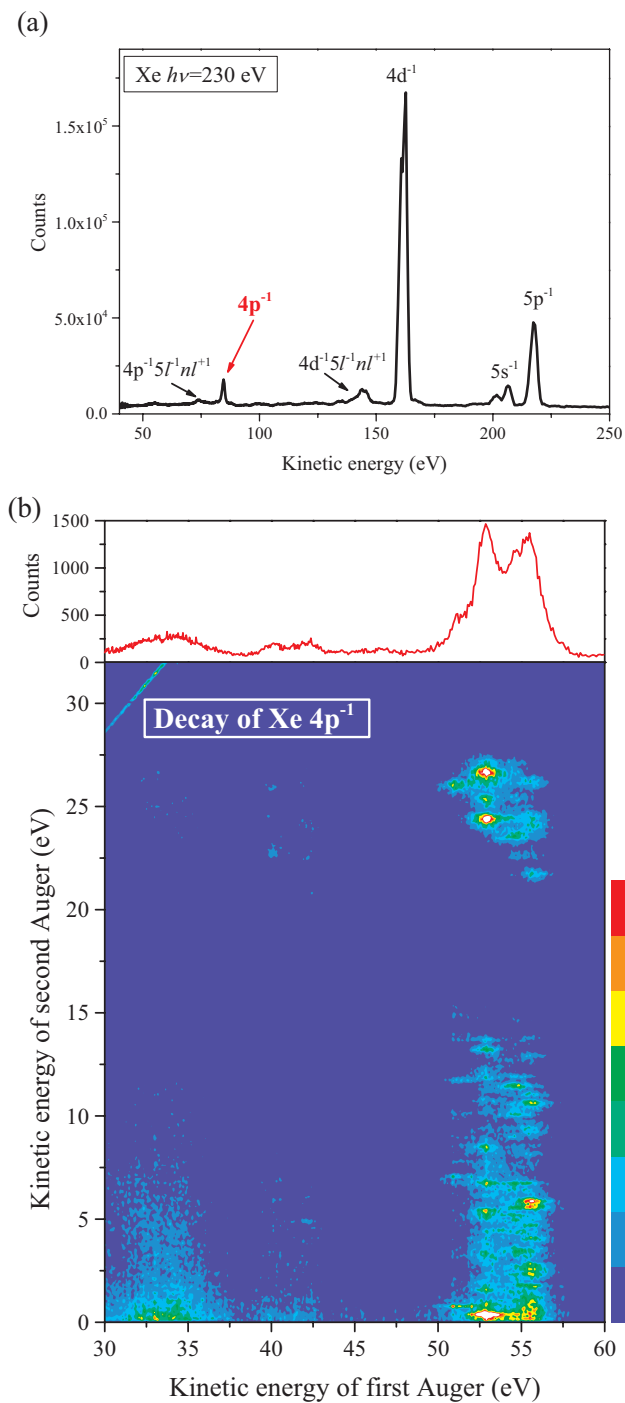 (a)
Xe hν=230 eV
4d⁻¹
1.5x10⁵
1.0x10⁵
5.0x10⁴
0.0
Counts
4p⁻¹
5p⁻¹
4p⁻¹5l⁻¹nl⁺¹
4d⁻¹5l⁻¹nl⁺¹
5s⁻¹
50 100 150 200 250
Kinetic energy (eV)
(b)
1500
1000
500
0
Counts
Decay of Xe 4p⁻¹
30
25
20
15
10
5
0
Kinetic energy of second Auger (eV)
30 35 40 45 50 55 60
Kinetic energy of first Auger (eV)